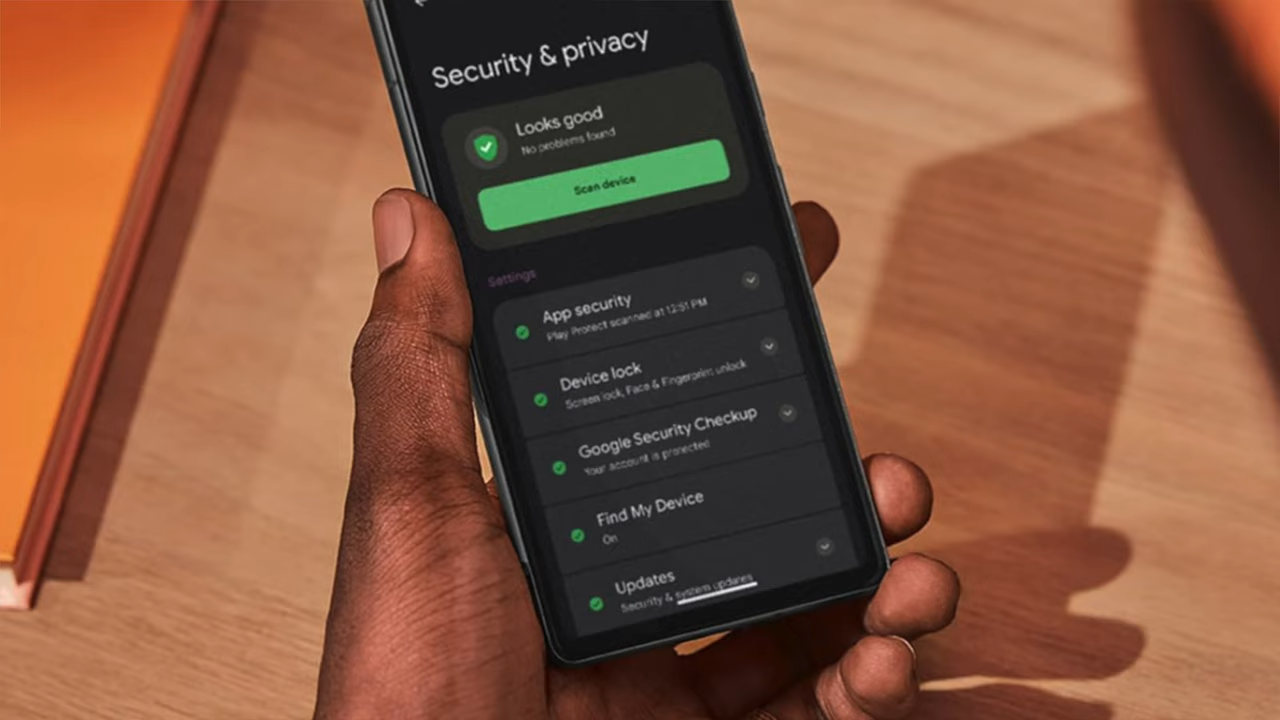 Security & privacy
Looks good
No problems found
Scan device
Settings
App security
Play Protect scanned at 12:51 PM
Device lock
Screen lock, Face & Fingerprint unlock
Google Security Checkup
Your account is protected
Find My Device
On
Updates
Security & system updates